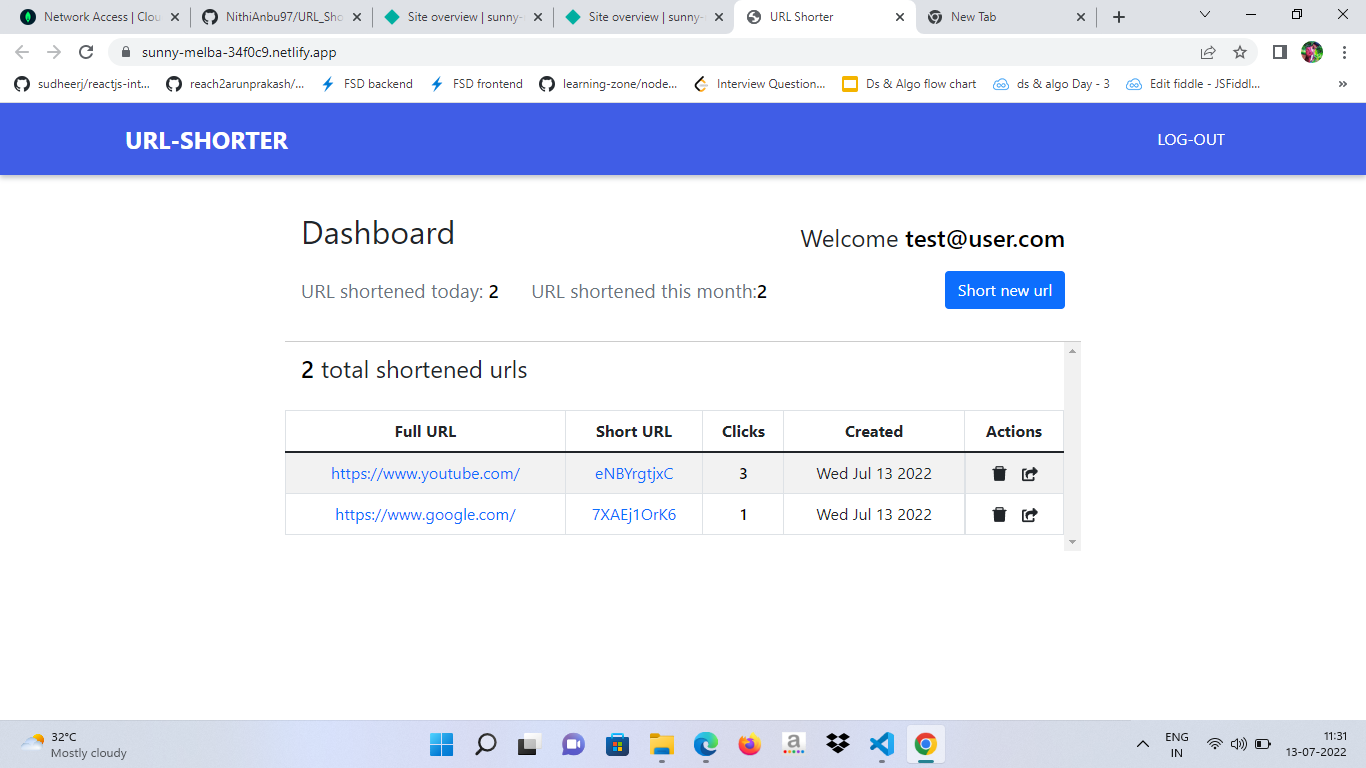 Network Access | Clou
NithiAnbu97/URL_Sho
Site overview | sunny-
Site overview | sunny-
URL Shorter
New Tab
sunny-melba-34f0c9.netlify.app
sudheerj/reactjs-int...
reach2arunprakash/...
FSD backend
FSD frontend
learning-zone/node...
Interview Question...
Ds & Algo flow chart
ds & algo Day - 3
Edit fiddle - JSFiddl...
»
URL-SHORTER
LOG-OUT
Dashboard
Welcome test@user.com
URL shortened today: 2
URL shortened this month:2
Short new url
2 total shortened urls
Full URL Short URL Clicks Created Actions
https://www.youtube.com/ eNBYrgtjxC 3 Wed Jul 13 2022
https://www.google.com/ 7XAEj1OrK6 1 Wed Jul 13 2022
32°C
Mostly cloudy
a
ENG
IN
11:31
13-07-2022